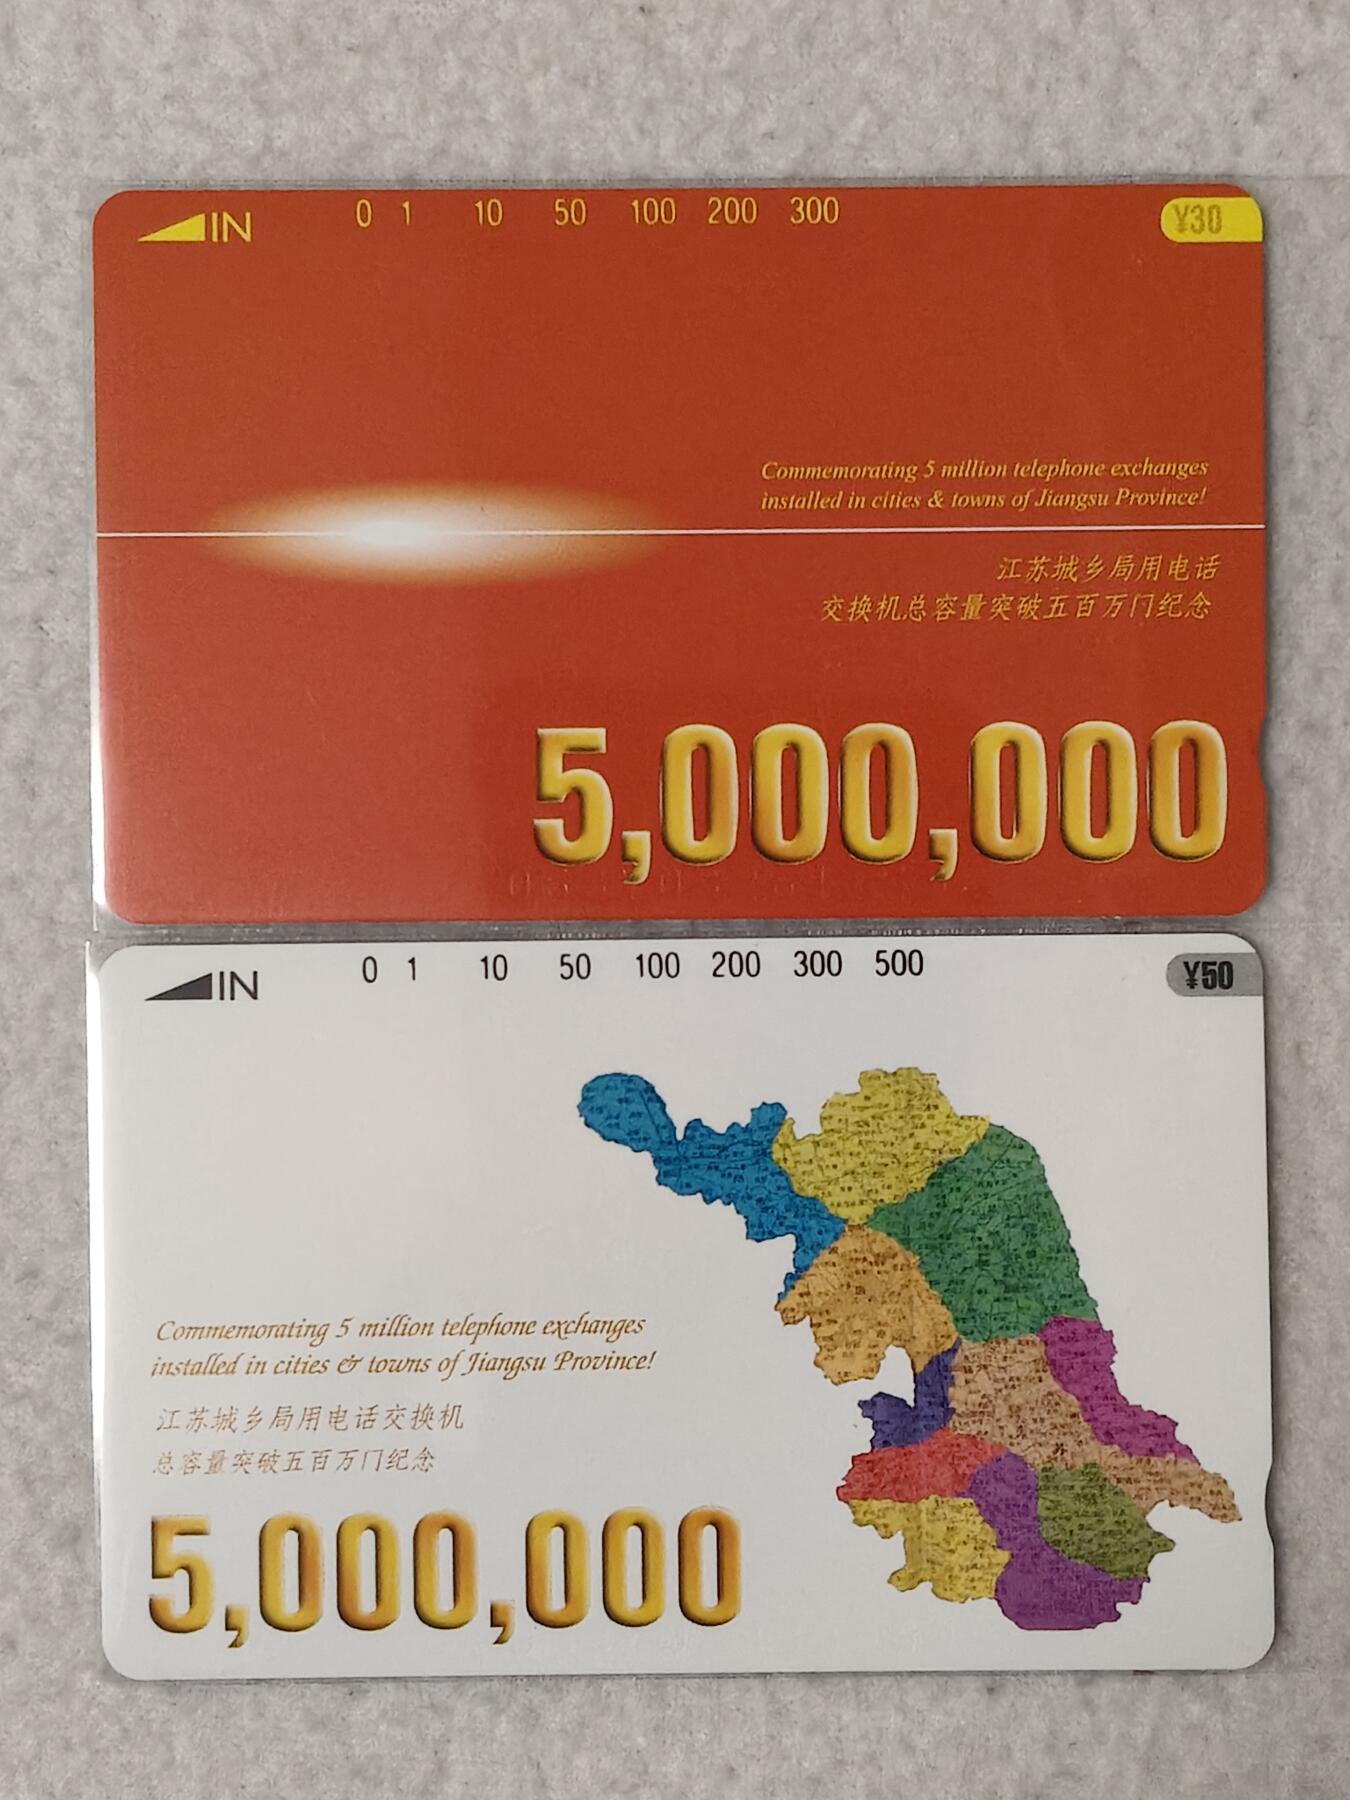 IN 0 1 10 50 100 200 300 ¥30
Commemorating 5 million telephone exchanges
installed in cities & towns of Jiangsu Province!
江苏城乡局用电话
交换机总容量突破五百万门纪念
5,000,000
IN 0 1 10 50 100 200 300 500 ¥50
Commemorating 5 million telephone exchanges
installed in cities & towns of Jiangsu Province!
江苏城乡局用电话交换机
总容量突破五百万门纪念
5,000,000